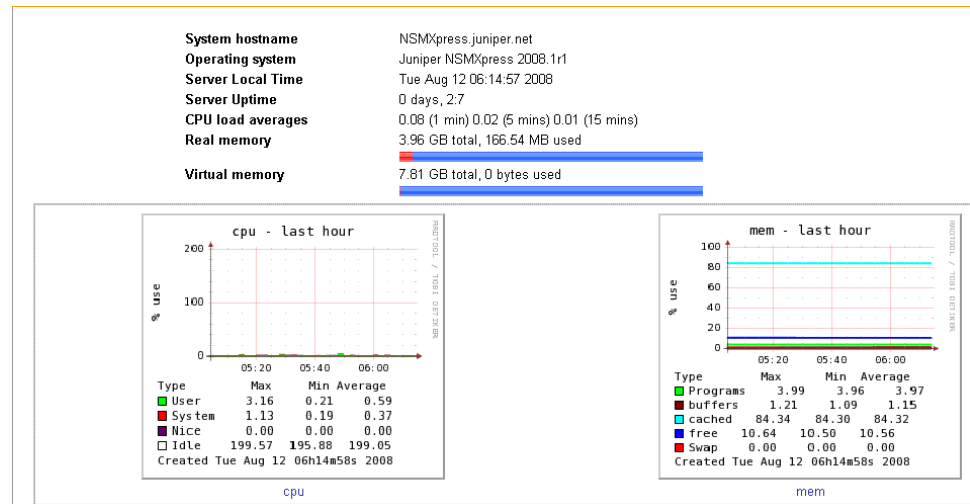 System hostname NSMXpress.juniper.net
Operating system Juniper NSMXpress 2008.1r1
Server Local Time Tue Aug 12 06:14:57 2008
Server Uptime 0 days, 2:7
CPU load averages 0.08 (1 min) 0.02 (5 mins) 0.01 (15 mins)
Real memory 3.96 GB total, 166.54 MB used
Virtual memory 7.81 GB total, 0 bytes used
cpu - last hour
RRDTOOL / TOBI OETIKER
% use
200
100
0
05:20 05:40 06:00
Type Max Min Average
User 3.16 0.21 0.59
System 1.13 0.19 0.37
Nice 0.00 0.00 0.00
Idle 199.57 195.88 199.05
Created Tue Aug 12 06h14m58s 2008
cpu
mem - last hour
RRDTOOL / TOBI OETIKER
% use
100
80
60
40
20
0
05:20 05:40 06:00
Type Max Min Average
Programs 3.99 3.96 3.97
buffers 1.21 1.09 1.15
cached 84.34 84.30 84.32
free 10.64 10.50 10.56
Swap 0.00 0.00 0.00
Created Tue Aug 12 06h14m58s 2008
mem